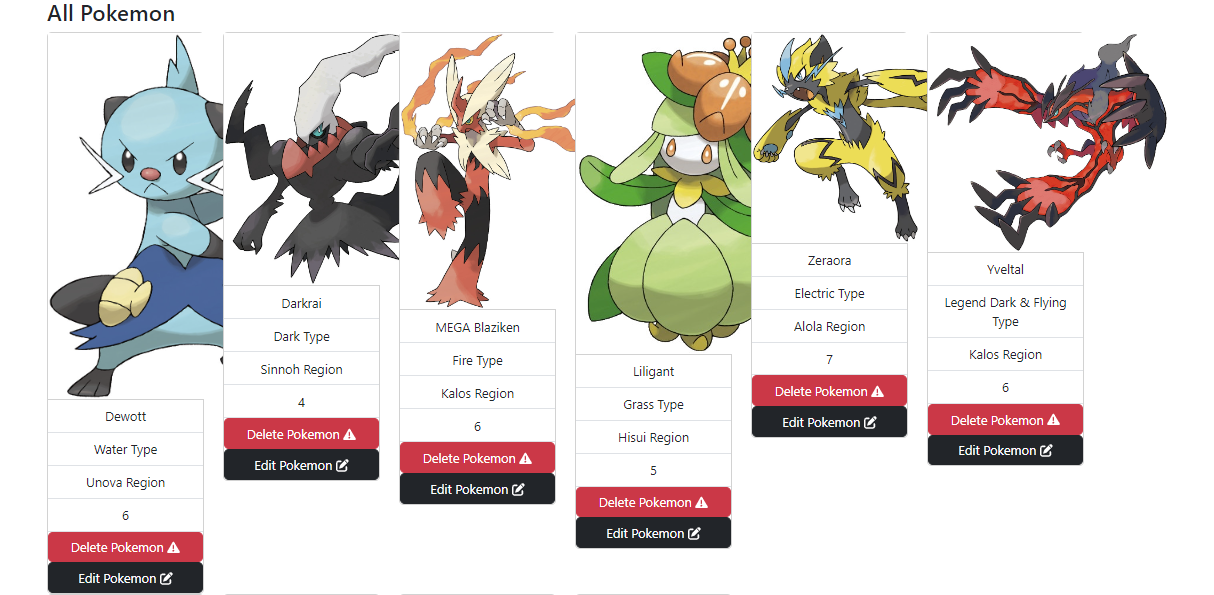 All Pokemon
Dewott
Water Type
Unova Region
6
Delete Pokemon
Edit Pokemon
Darkrai
Dark Type
Sinnoh Region
4
Delete Pokemon
Edit Pokemon
MEGA Blaziken
Fire Type
Kalos Region
6
Delete Pokemon
Edit Pokemon
Liligant
Grass Type
Hisui Region
5
Delete Pokemon
Edit Pokemon
Zeraora
Electric Type
Alola Region
7
Delete Pokemon
Edit Pokemon
Yveltal
Legend Dark & Flying
Type
Kalos Region
6
Delete Pokemon
Edit Pokemon